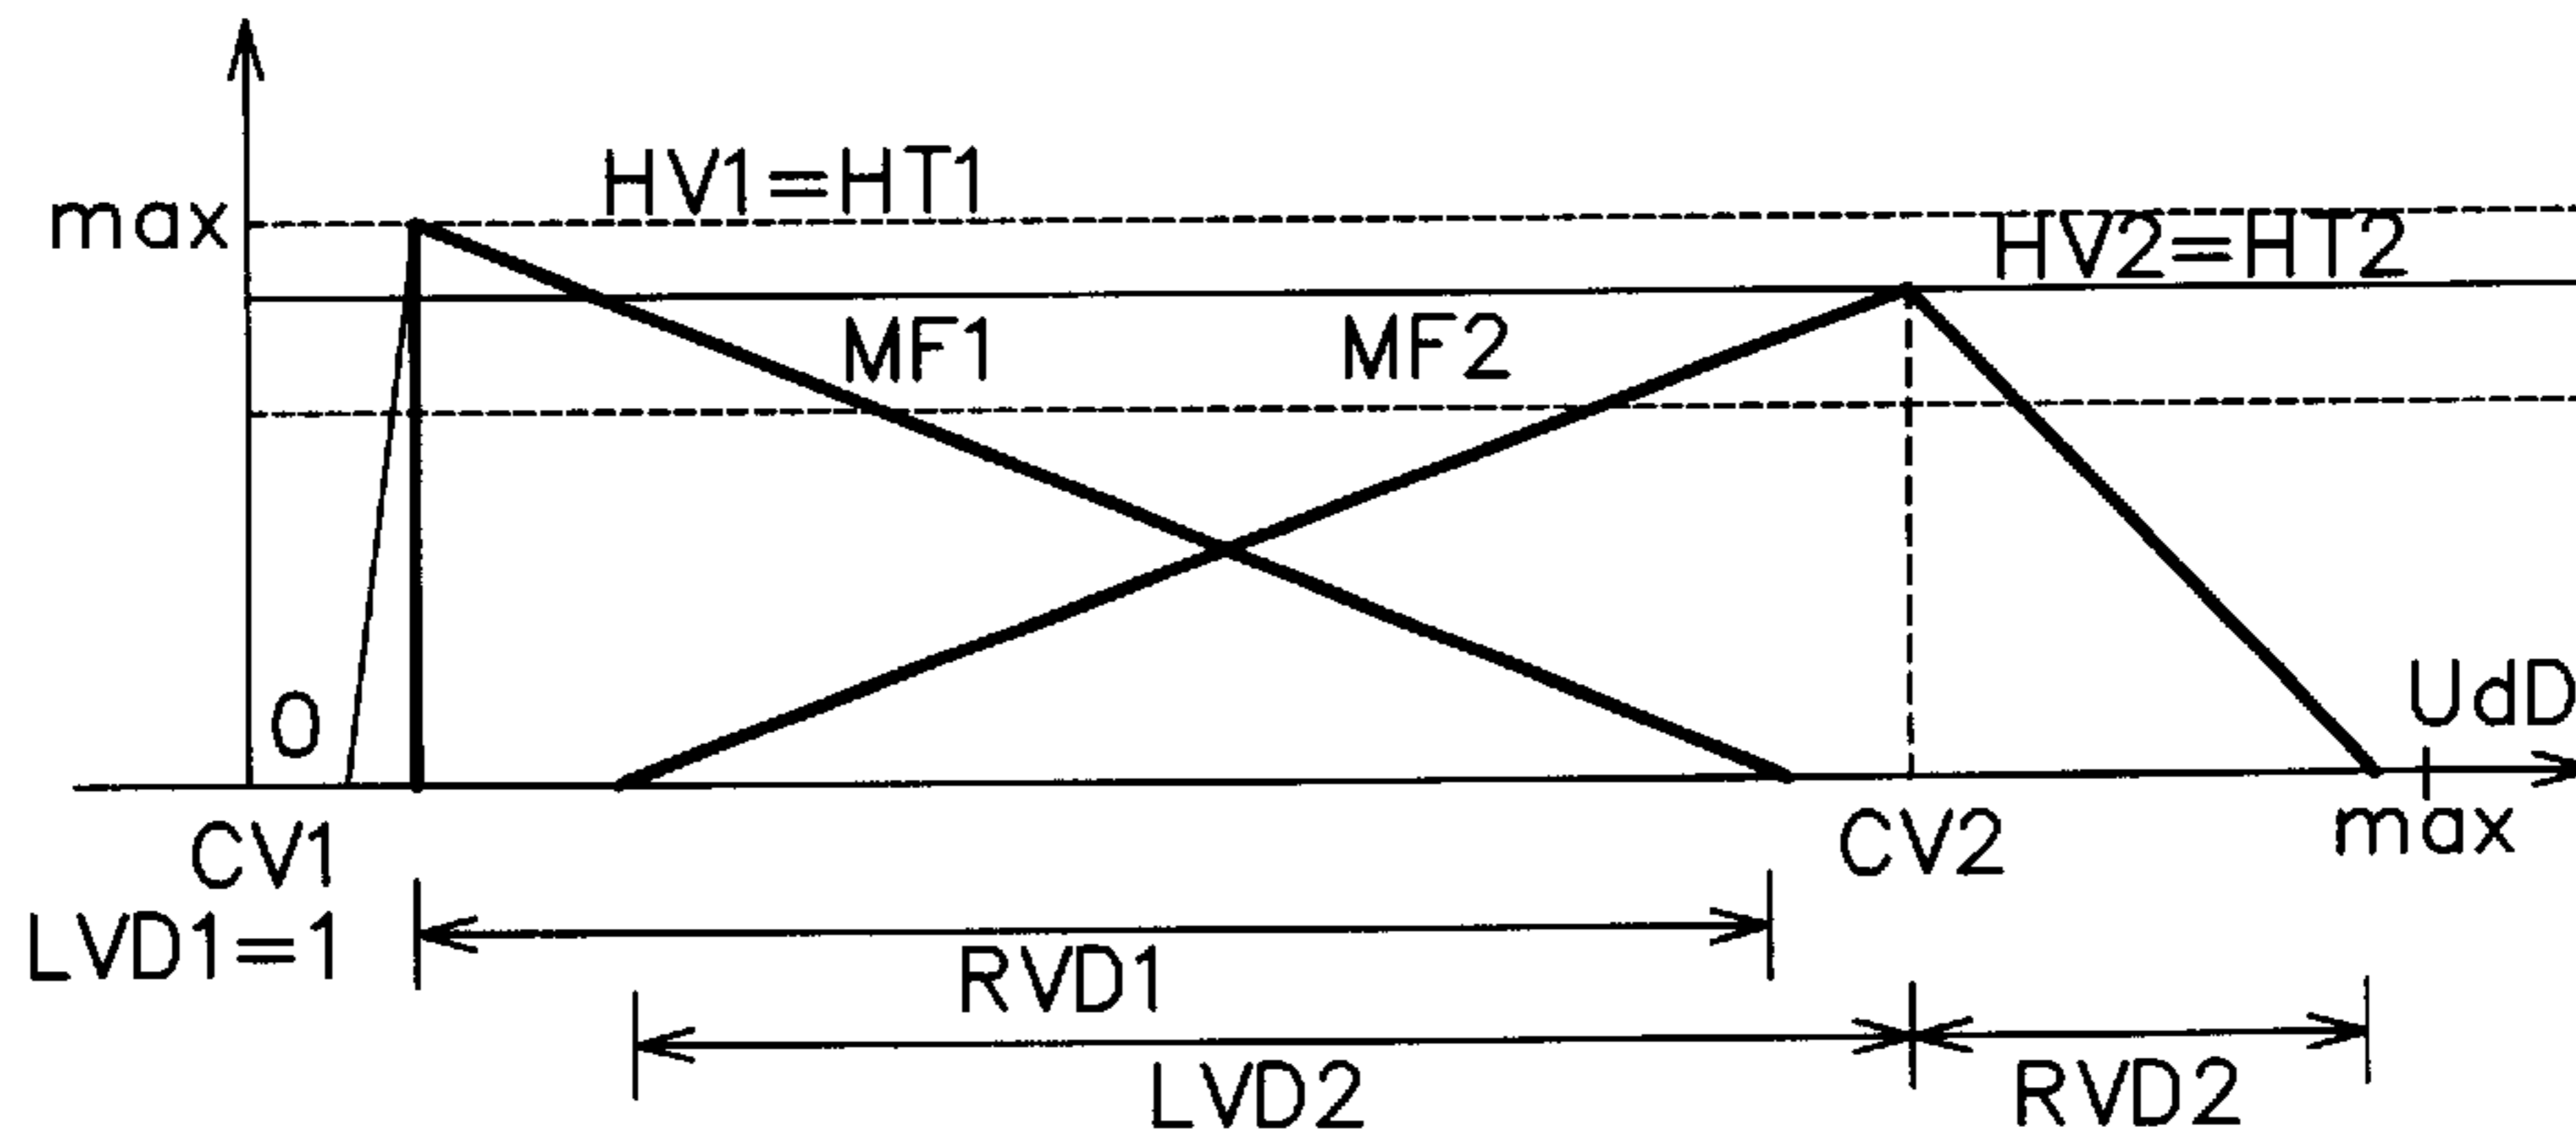 HV1=HT1
max
HV2=HT2
MF1 MF2
0
UdD
CV1 CV2 max
LVD1=1
RVD1
LVD2 RVD2